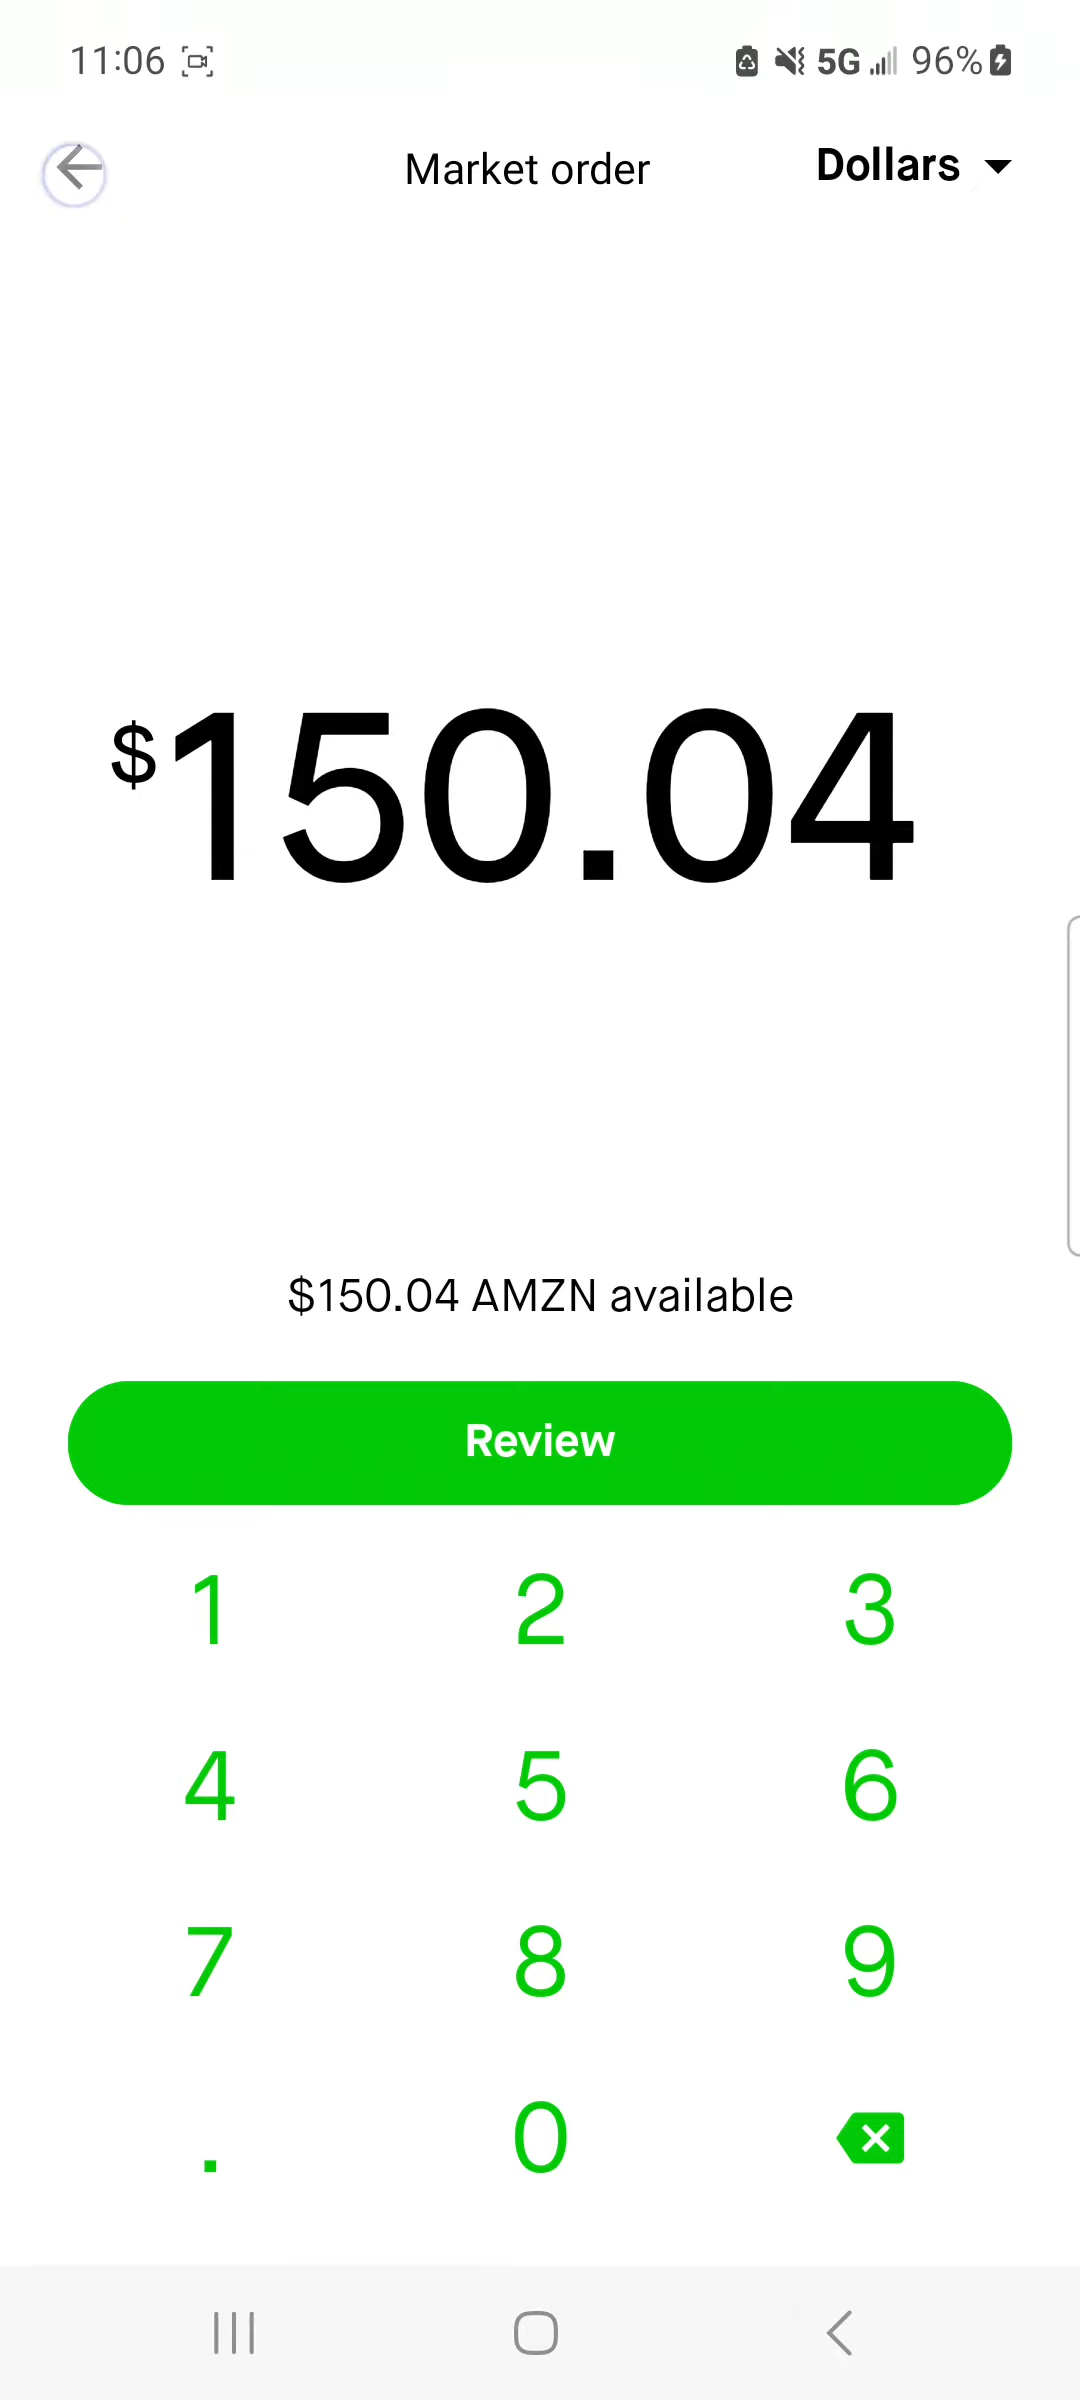 11:06 5G 96%
Market order Dollars
$150.04
$150.04 AMZN available
Review
1 2 3
4 5 6
7 8 9
. 0